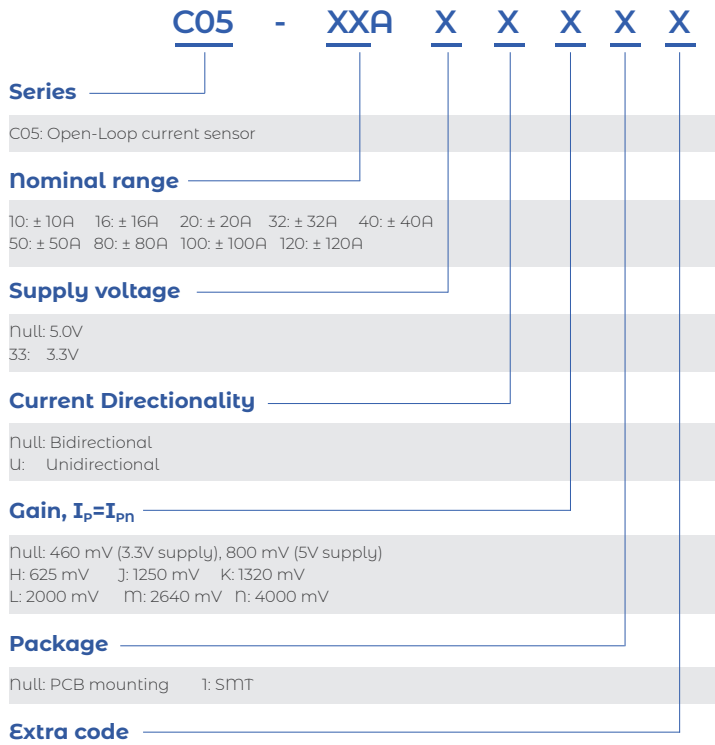 C05 - XXA X X X X X
Series
C05: Open-Loop current sensor
Nominal range
10: ± 10A 16: ± 16A 20: ± 20A 32: ± 32A 40: ± 40A
50: ± 50A 80: ± 80A 100: ± 100A 120: ± 120A
Supply voltage
Null: 5.0V
33: 3.3V
Current Directionality
Null: Bidirectional
U: Unidirectional
Gain, IP=IPN
Null: 460 mV (3.3V supply), 800 mV (5V supply)
H: 625 mV J: 1250 mV K: 1320 mV
L: 2000 mV M: 2640 mV N: 4000 mV
Package
Null: PCB mounting 1: SMT
Extra code